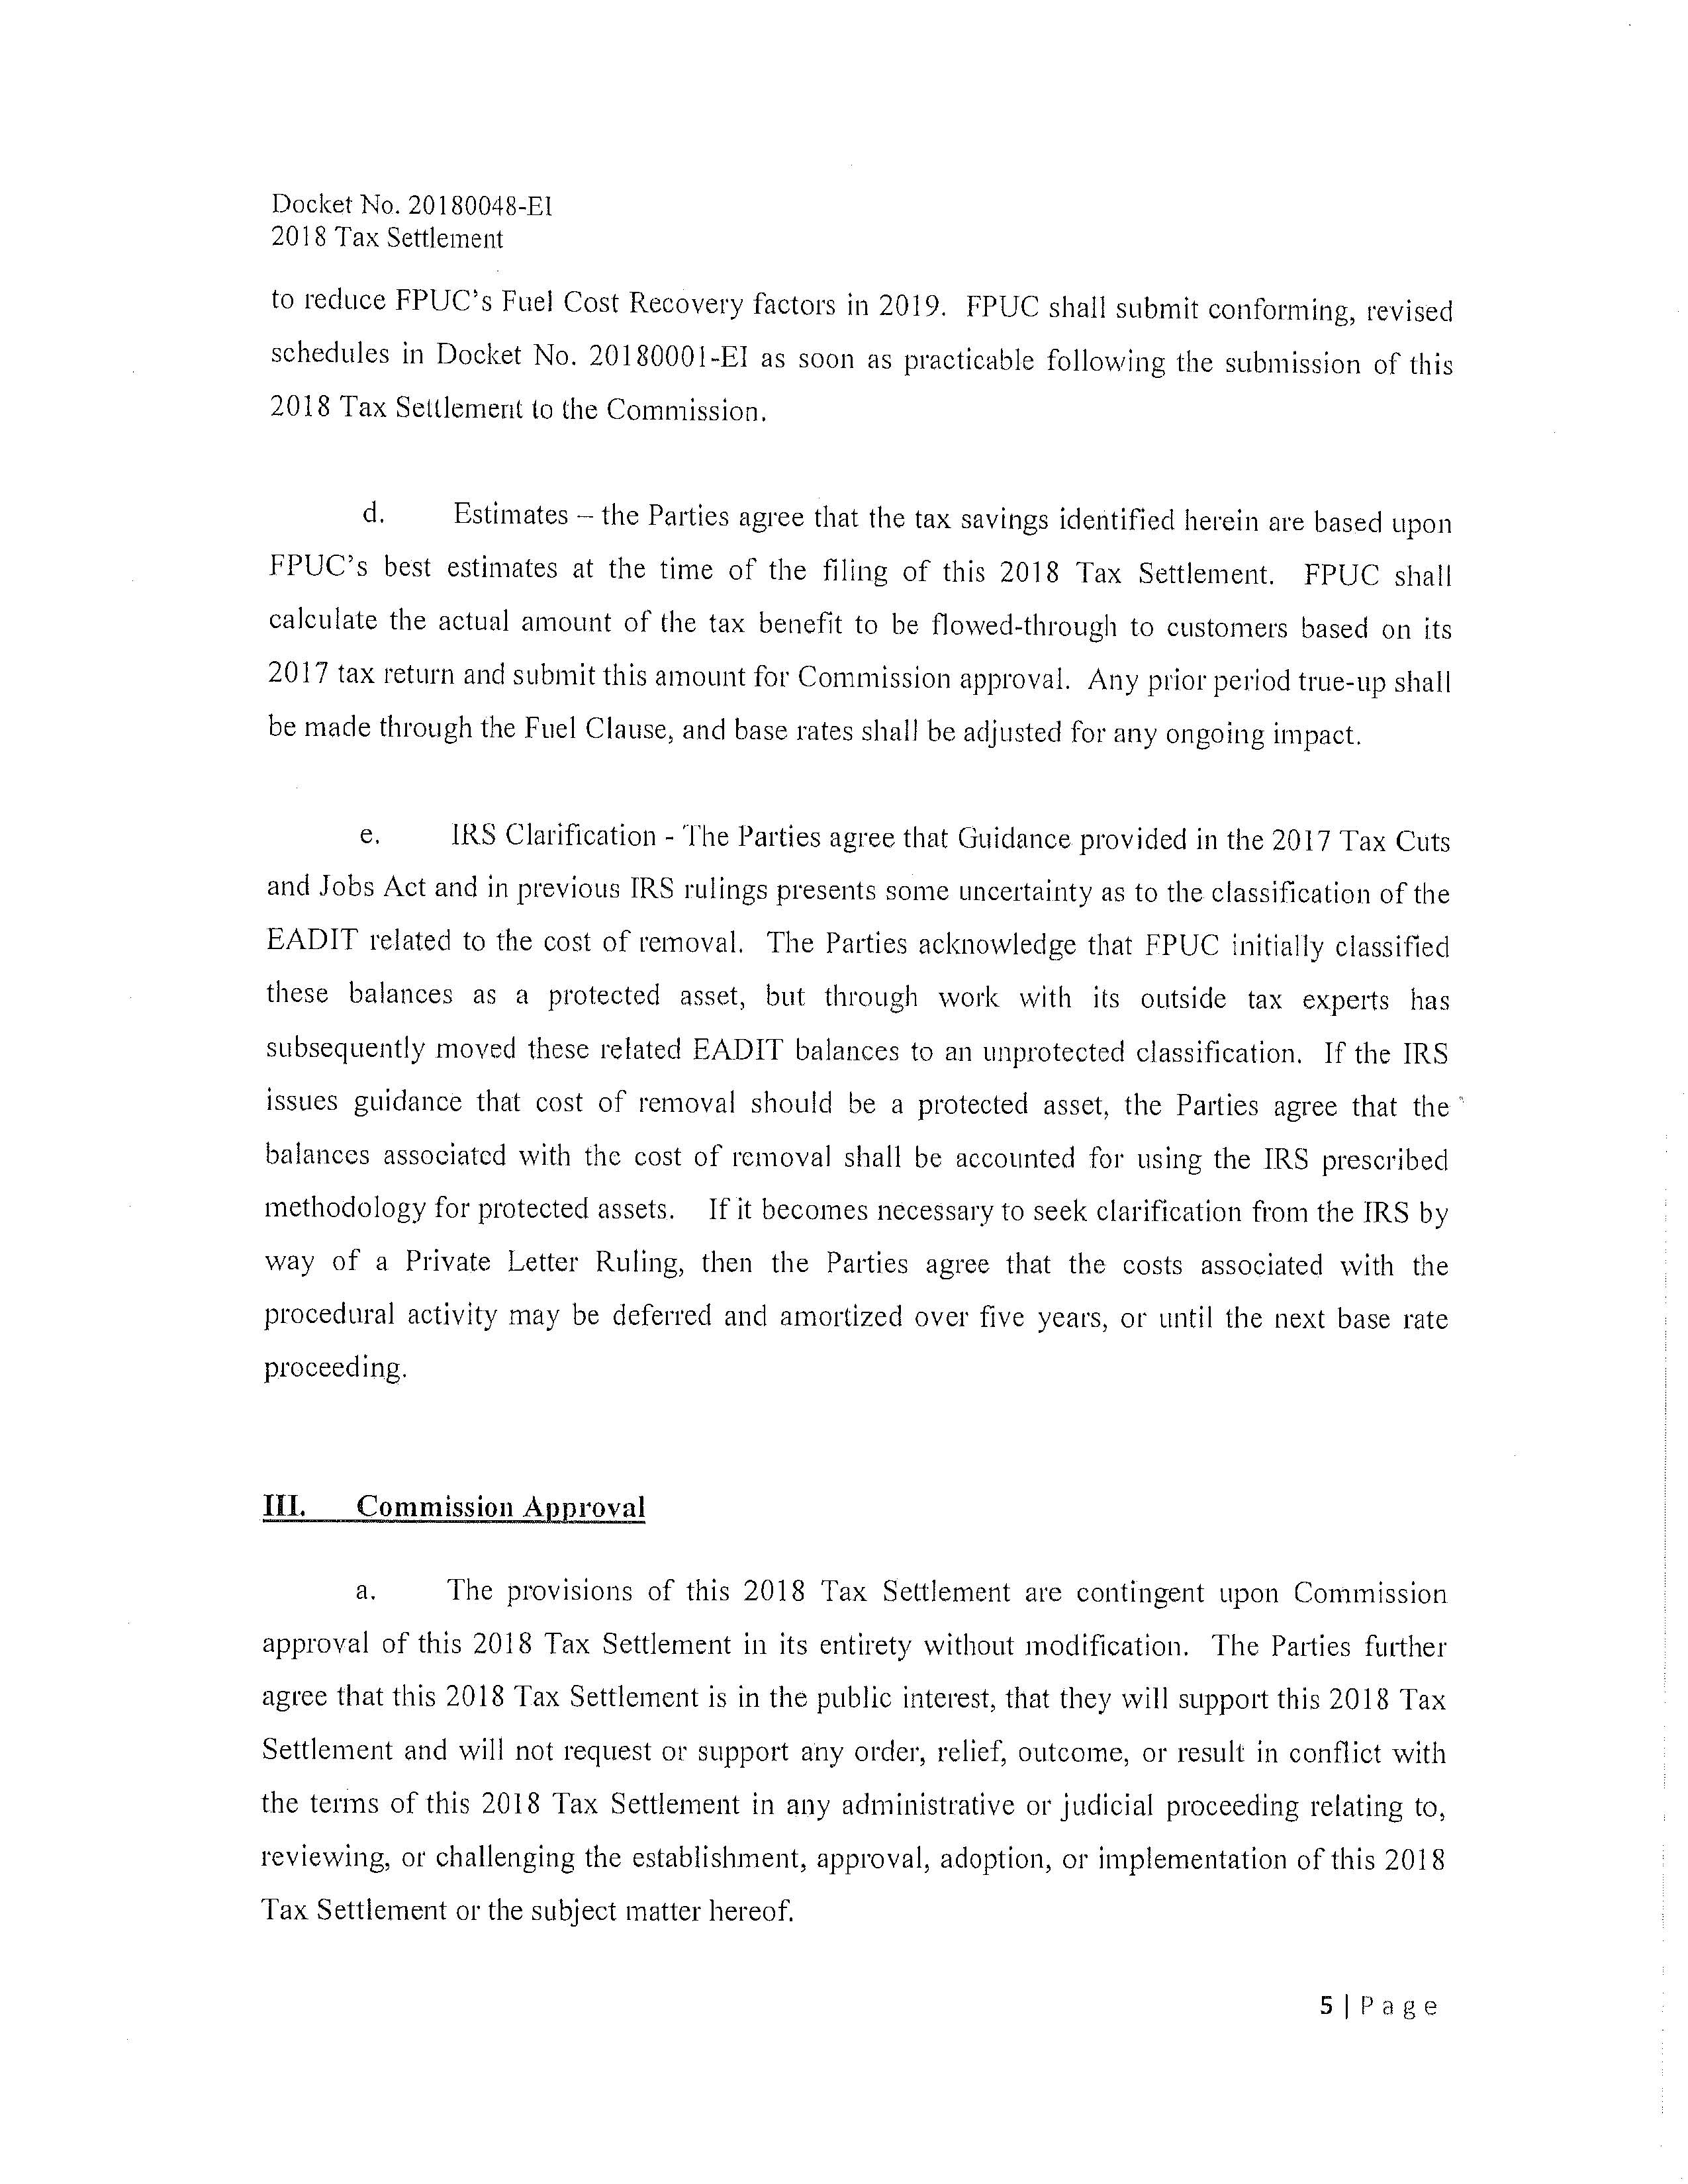 Docket No. 20180048-EI
2018 Tax Settlement
to reduce FPUC's Fuel Cost Recovery factors in 2019. FPUC shall submit conforming, revised
schedules in Docket No. 20180001-EI as soon as practicable following the submission of this
2018 Tax Settlement to the Commission.
d. Estimates – the Parties agree that the tax savings identified herein are based upon
FPUC's best estimates at the time of the filing of this 2018 Tax Settlement. FPUC shall
calculate the actual amount of the tax benefit to be flowed-through to customers based on its
2017 tax return and submit this amount for Commission approval. Any prior period true-up shall
be made through the Fuel Clause, and base rates shall be adjusted for any ongoing impact.
e. IRS Clarification - The Parties agree that Guidance provided in the 2017 Tax Cuts
and Jobs Act and in previous IRS rulings presents some uncertainty as to the classification of the
EADIT related to the cost of removal. The Parties acknowledge that FPUC initially classified
these balances as a protected asset, but through work with its outside tax experts has
subsequently moved these related EADIT balances to an unprotected classification. If the IRS
issues guidance that cost of removal should be a protected asset, the Parties agree that the
balances associated with the cost of removal shall be accounted for using the IRS prescribed
methodology for protected assets. If it becomes necessary to seek clarification from the IRS by
way of a Private Letter Ruling, then the Parties agree that the costs associated with the
procedural activity may be deferred and amortized over five years, or until the next base rate
proceeding.
III. Commission Approval
a. The provisions of this 2018 Tax Settlement are contingent upon Commission
approval of this 2018 Tax Settlement in its entirety without modification. The Parties further
agree that this 2018 Tax Settlement is in the public interest, that they will support this 2018 Tax
Settlement and will not request or support any order, relief, outcome, or result in conflict with
the terms of this 2018 Tax Settlement in any administrative or judicial proceeding relating to,
reviewing, or challenging the establishment, approval, adoption, or implementation of this 2018
Tax Settlement or the subject matter hereof.
5 | Page